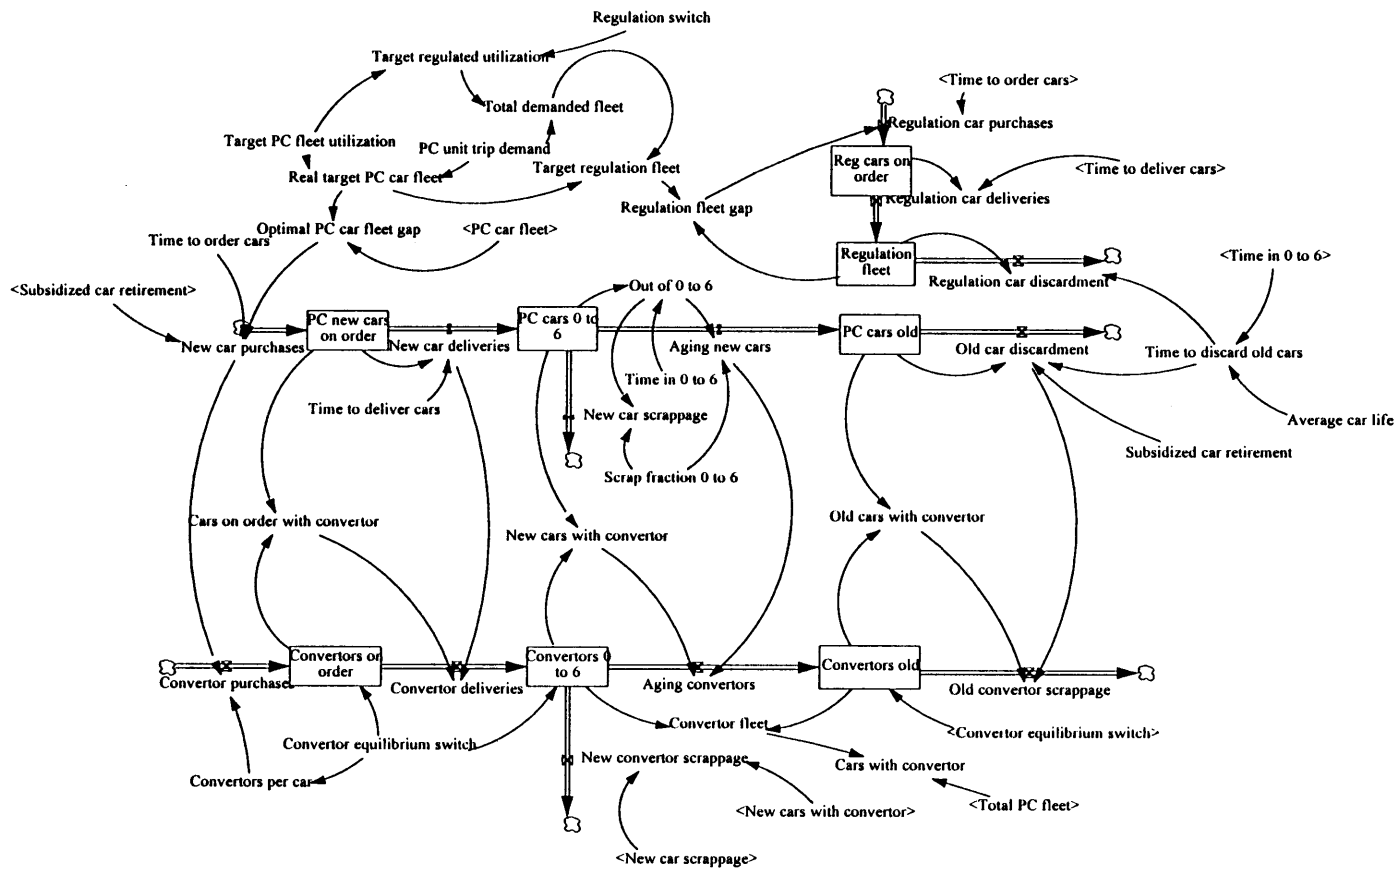 Regulation switch
Target regulated utilization
<Time to order cars>
Total demanded fleet
Regulation car purchases
Target PC fleet utilization
PC unit trip demand
Reg cars on
order
Target regulation fleet
<Time to deliver cars>
Real target PC car fleet
Regulation car deliveries
Regulation fleet gap
Optimal PC car fleet gap
<PC car fleet>
Time to order cars
Regulation
fleet
<Time in 0 to 6>
Regulation car discardment
<Subsidized car retirement>
Out of 0 to 6
PC new cars
on order
PC cars 0 to
6
PC cars old
New car purchases
New car deliveries
Aging new cars
Old car discardment
Time to discard old cars
Time in 0 to 6
Time to deliver cars
New car scrappage
Average car life
Subsidized car retirement
Scrap fraction 0 to 6
Cars on order with convertor
Old cars with convertor
New cars with convertor
Convertors on
order
Convertors 0
to 6
Convertors old
Convertor purchases
Convertor deliveries
Aging convertors
Old convertor scrappage
Convertor fleet
<Convertor equilibrium switch>
Convertor equilibrium switch
New convertor scrappage
Cars with convertor
Convertors per car
<Total PC fleet>
<New cars with convertor>
<New car scrappage>